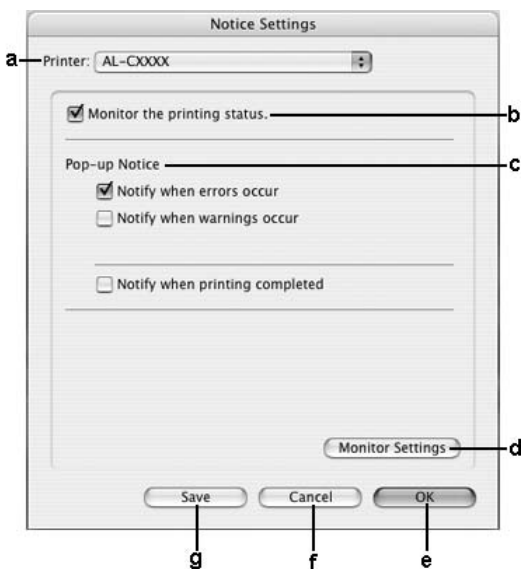 Notice Settings
a Printer: AL-CXXXX
Monitor the printing status. b
Pop-up Notice c
Notify when errors occur
Notify when warnings occur
Notify when printing completed
Monitor Settings d
Save Cancel OK
g f e